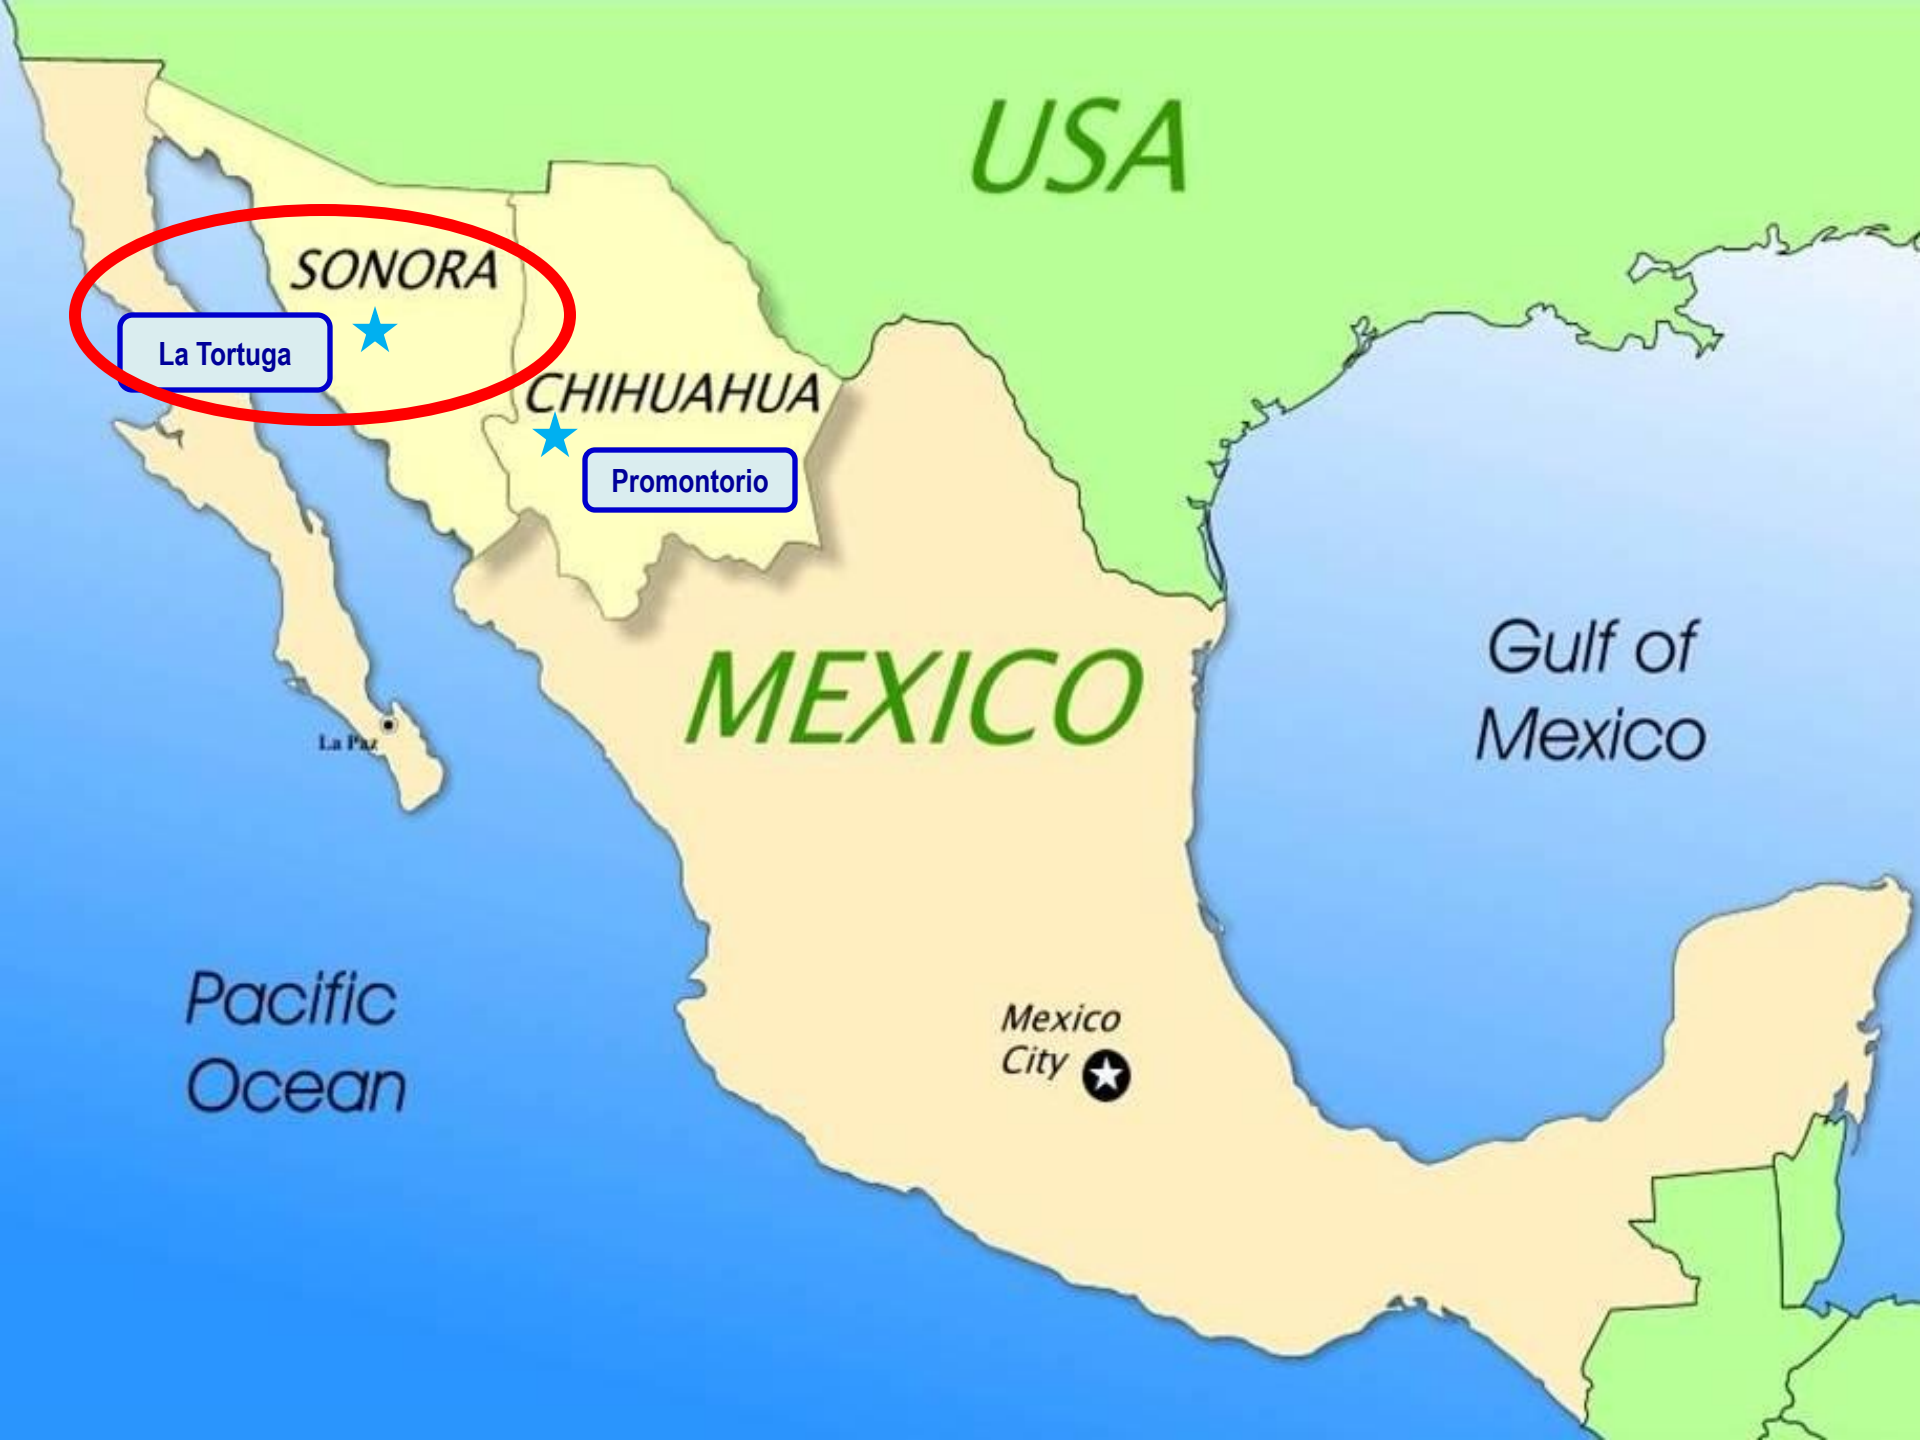 USA
SONORA
La Tortuga
CHIHUAHUA
Promontorio
MEXICO
Gulf of
Mexico
La Paz
Pacific
Ocean
Mexico
City